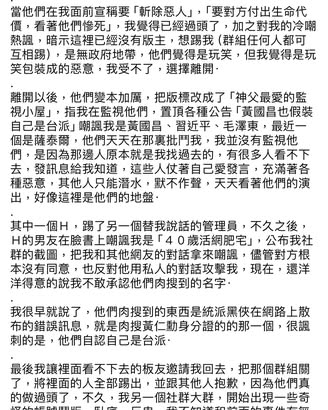 當他們在我面前宣稱要「斬除惡人」,「要對方付出生命代
價,看著他們慘死」,我覺得已經過頭了,加之對我的冷嘲
熱諷,暗示這裡已經沒有版主,想踢我(群組任何人都可
互相踢),是無政府地帶,他們覺得是玩笑,但我覺得是玩
笑包裝成的惡意,我受不了,選擇離開.
.
離開以後,他們變本加厲,把版標改成了「神父最愛的監
視小屋」,指我在監視他們,置頂各種公告「黃國昌也假裝
自己是台派」嘲諷我是黃國昌、習近平、毛澤東,最近一
個是薩泰爾,他們天天在那裏批鬥我,我並沒有監視他
們,是因為那邊人原本就是我找過去的,有很多人看不下
去,發訊息給我知道,這些人仗著自己愛發言,充滿著各
種惡意,其他人只能潛水,默不作聲,天天看著他們的演
出,好像這裡是他們的地盤.
.
其中一個H,踢了另一個替我說話的管理員,不久之後,
H的男友在臉書上嘲諷我是「40歲活網肥宅」,公布我社
群的截圖,把我和其他網友的對話拿來嘲諷,儘管對方根
本沒有同意,也反對他用私人的對話攻擊我,現在,還洋
洋得意的說我不敢承認他們肉搜到的名字.
.
我很早就說了,他們肉搜到的東西是統派黑俠在網路上散
布的錯誤訊息,就是肉搜黃仁勳身分證的的那一個,很諷
刺的是,他們自認自己是台派.
.
最後我讓裡面看不下去的板友邀請我回去,把那個群組關
了,將裡面的人全部踢出,並跟其他人抱歉,因為他們真
的做過頭了,不久,我另一個社群大群,開始出現一些奇